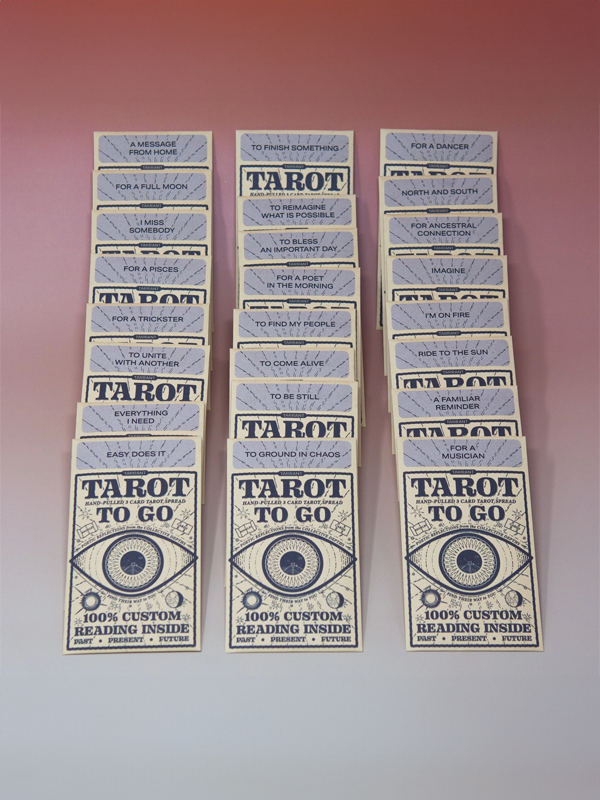 A MESSAGE
FROM HOME
FOR A FULL MOON
I MISS
SOMEBODY
FOR A PISCES
TAROT
FOR A TRICKSTER
TO UNITE
WITH ANOTHER
TAROT
EVERYTHING
I NEED
EASY DOES IT
TAROT
HAND-PULLED 3 CARD TAROT SPREAD
TO GO
100% CUSTOM
READING INSIDE
PAST • PRESENT • FUTURE
TO FINISH SOMETHING
TAROT
HAND-PULLED 3 CARD TAROT SPREAD
TO REIMAGINE
WHAT IS POSSIBLE
TO BLESS
AN IMPORTANT DAY
FOR A POET
IN THE MORNING
TO FIND MY PEOPLE
TO COME ALIVE
TO BE STILL
TAROT
TO GROUND IN CHAOS
TAROT
HAND-PULLED 3 CARD TAROT SPREAD
TO GO
100% CUSTOM
READING INSIDE
PAST • PRESENT • FUTURE
FOR A DANCER
TAROT
NORTH AND SOUTH
FOR ANCESTRAL
CONNECTION
IMAGINE
TAROT
I'M ON FIRE
RIDE TO THE SUN
TAROT
A FAMILIAR
REMINDER
TAROT
FOR A
MUSICIAN
TAROT
HAND-PULLED 3 CARD TAROT SPREAD
TO GO
100% CUSTOM
READING INSIDE
PAST • PRESENT • FUTURE